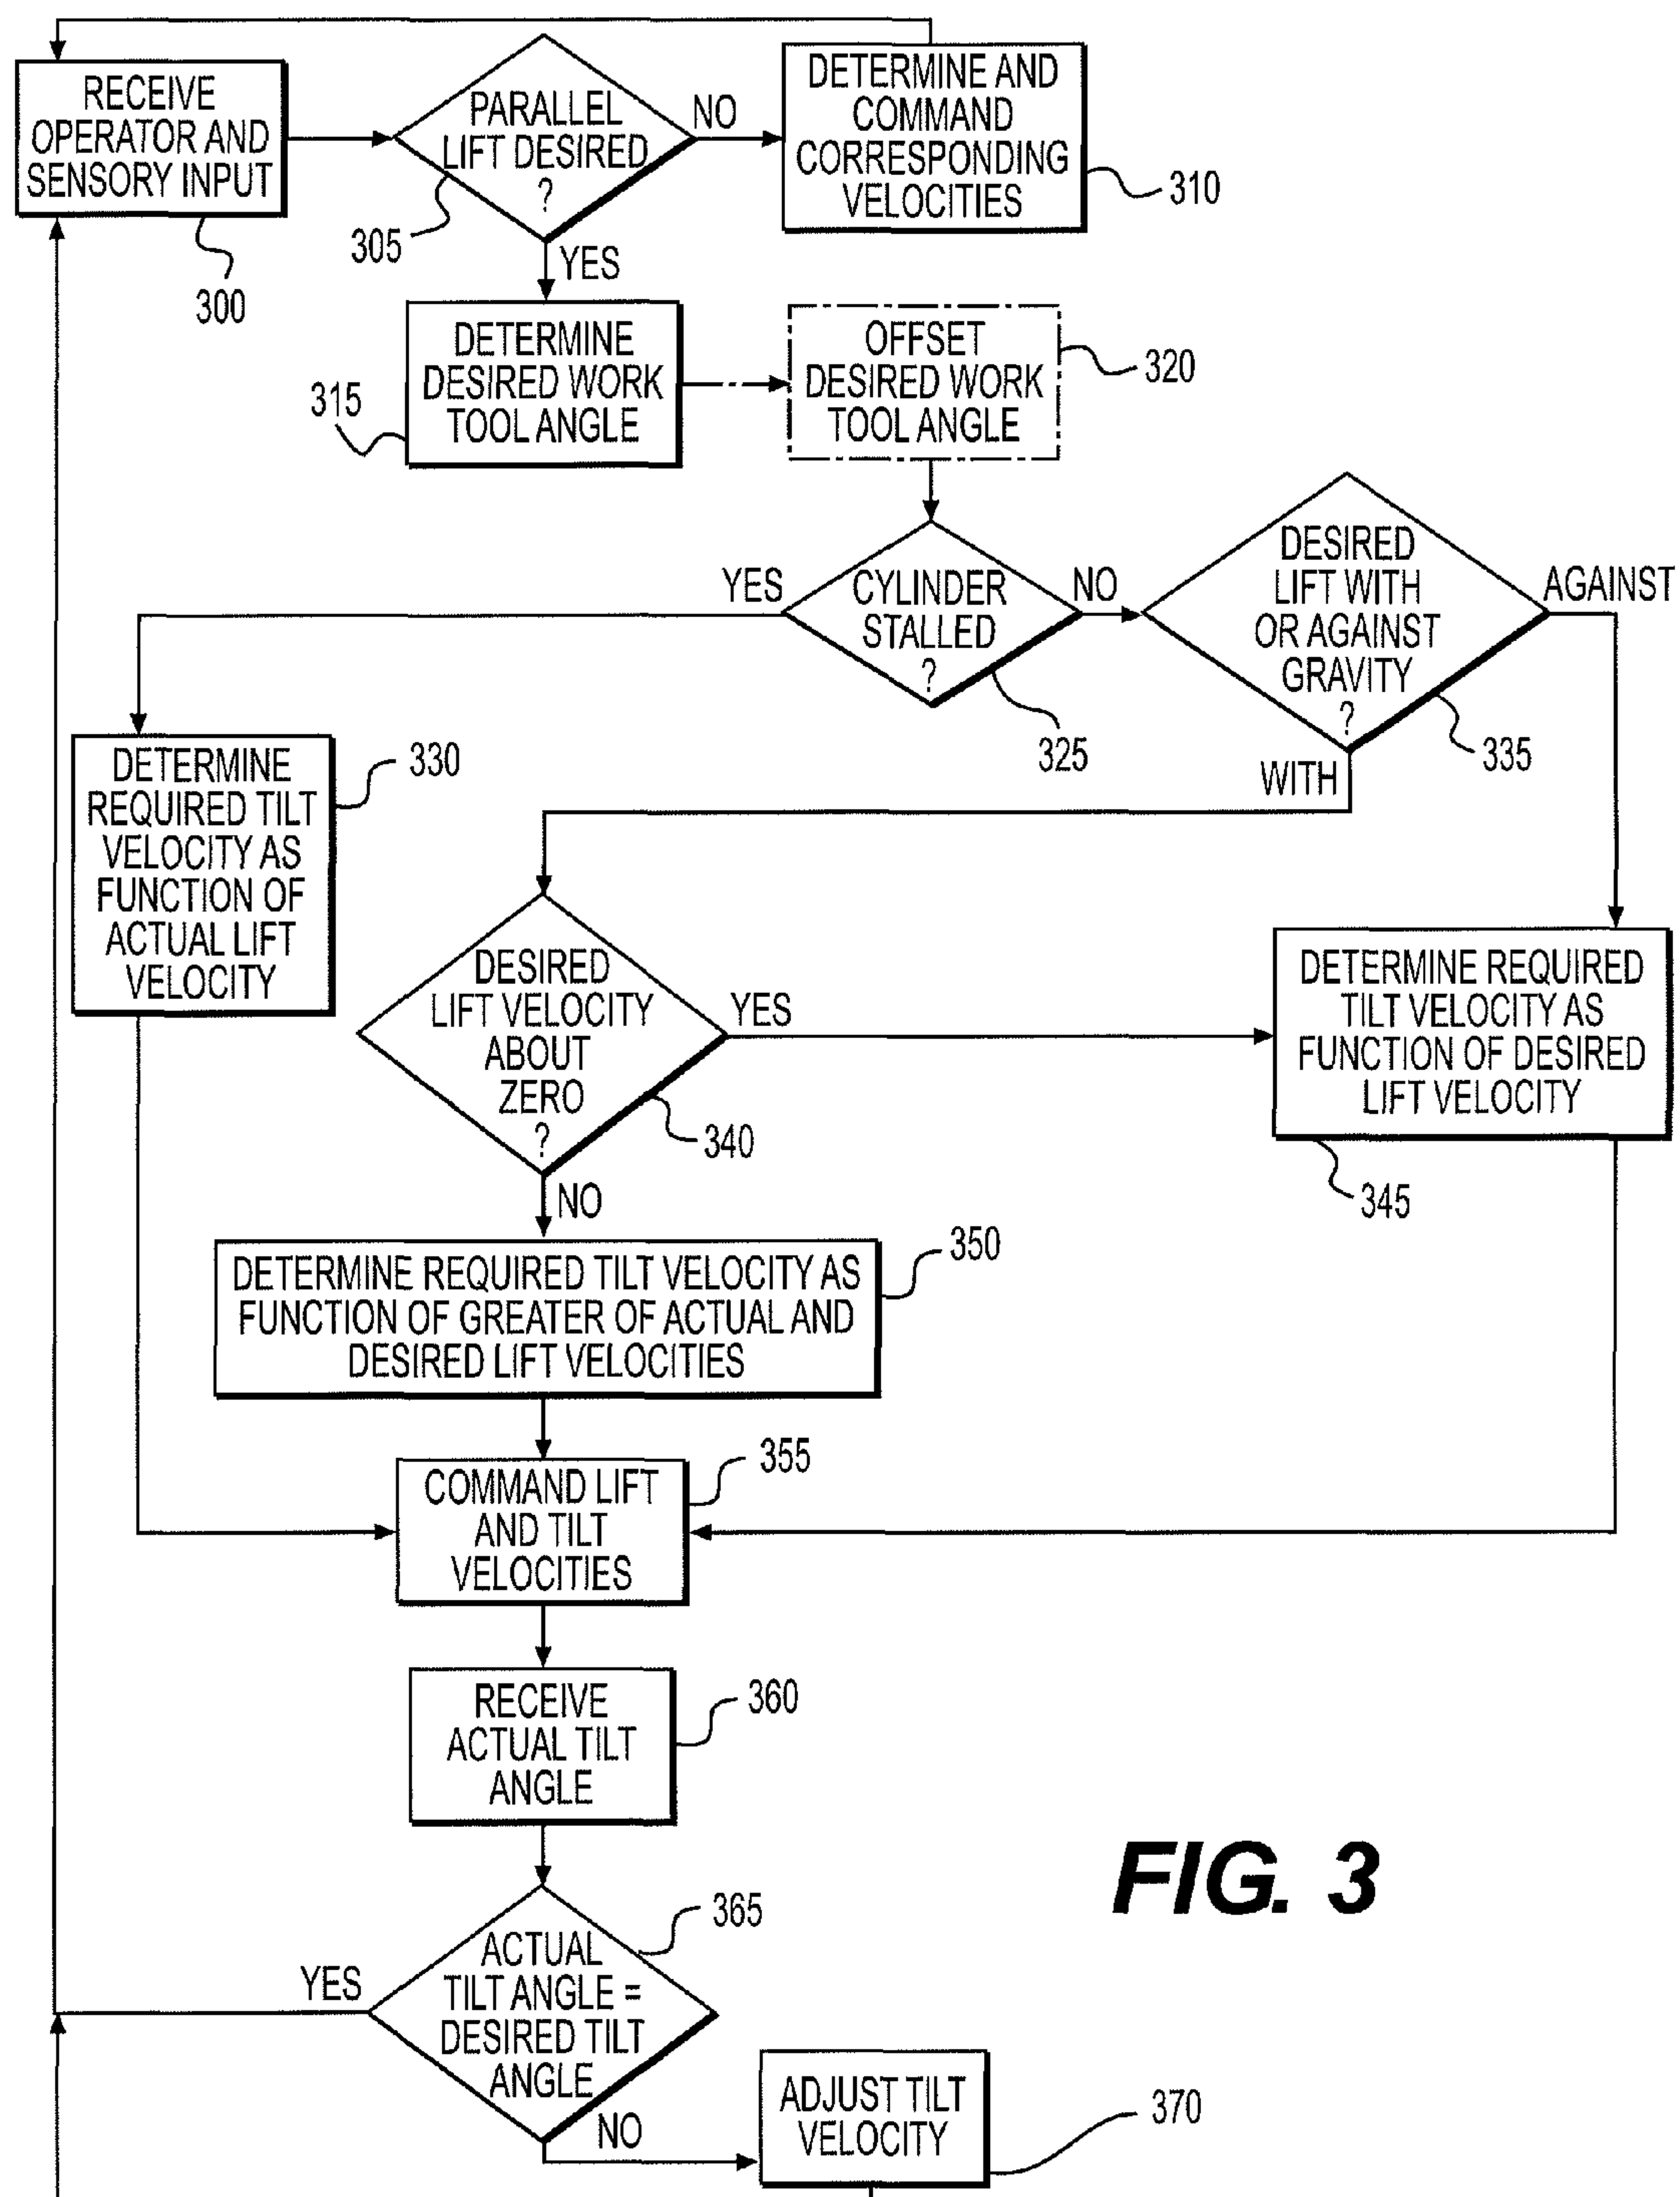 RECEIVE
OPERATOR AND
SENSORY INPUT
300
PARALLEL
LIFT DESIRED
?
305
NO
YES
DETERMINE AND
COMMAND
CORRESPONDING
VELOCITIES
310
DETERMINE
DESIRED WORK
TOOL ANGLE
315
OFFSET
DESIRED WORK
TOOL ANGLE
320
YES
CYLINDER
STALLED
?
325
NO
DESIRED
LIFT WITH
OR AGAINST
GRAVITY
?
335
AGAINST
WITH
DETERMINE
REQUIRED TILT
VELOCITY AS
FUNCTION OF
ACTUAL LIFT
VELOCITY
330
DESIRED
LIFT VELOCITY
ABOUT
ZERO
?
340
YES
NO
DETERMINE REQUIRED
TILT VELOCITY AS
FUNCTION OF DESIRED
LIFT VELOCITY
345
DETERMINE REQUIRED TILT VELOCITY AS
FUNCTION OF GREATER OF ACTUAL AND
DESIRED LIFT VELOCITIES
350
COMMAND LIFT
AND TILT
VELOCITIES
355
RECEIVE
ACTUAL TILT
ANGLE
360
ACTUAL
TILT ANGLE =
DESIRED TILT
ANGLE
365
YES
NO
ADJUST TILT
VELOCITY
370
FIG. 3